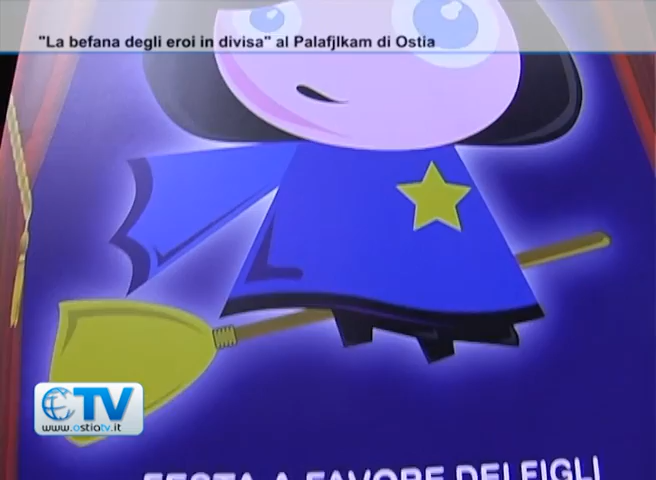 "La befana degli eroi in divisa" al Palafjlkam di Ostia
TV
www.ostiatv.it
FESTA A FAVORE DEI FIGLI